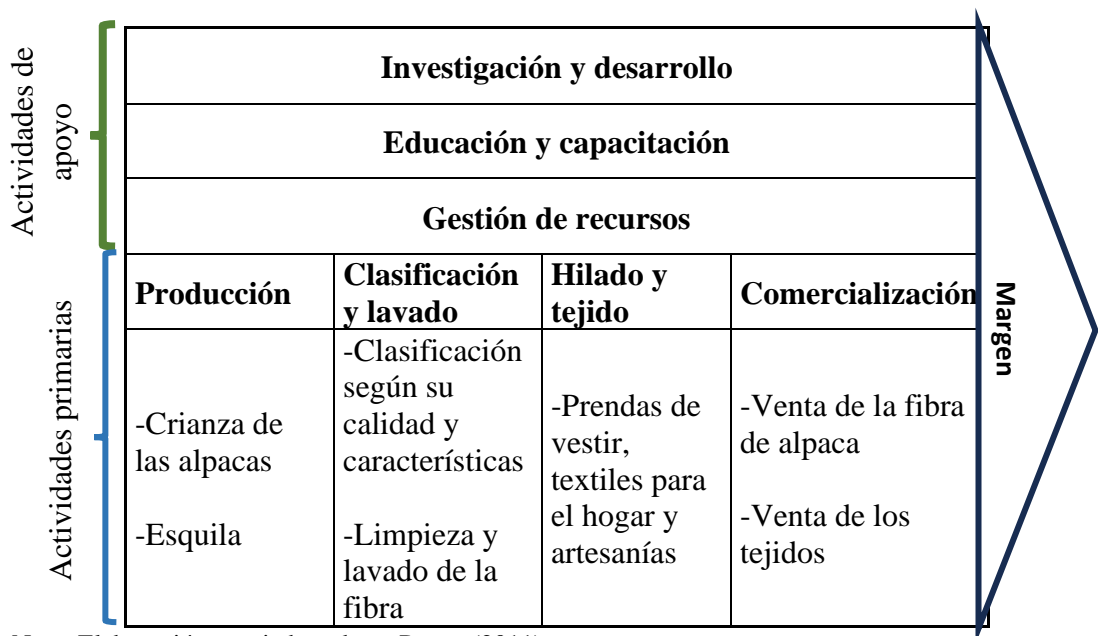 Actividades de
apoyo
Investigación y desarrollo
Educación y capacitación
Gestión de recursos
Actividades primarias
Producción
Clasificación
y lavado
Hilado y
tejido
Comercialización
-Crianza de
las alpacas
-Esquila
-Clasificación
según su
calidad y
características
-Limpieza y
lavado de la
fibra
-Prendas de
vestir,
textiles para
el hogar y
artesanías
-Venta de la fibra
de alpaca
-Venta de los
tejidos
Margen